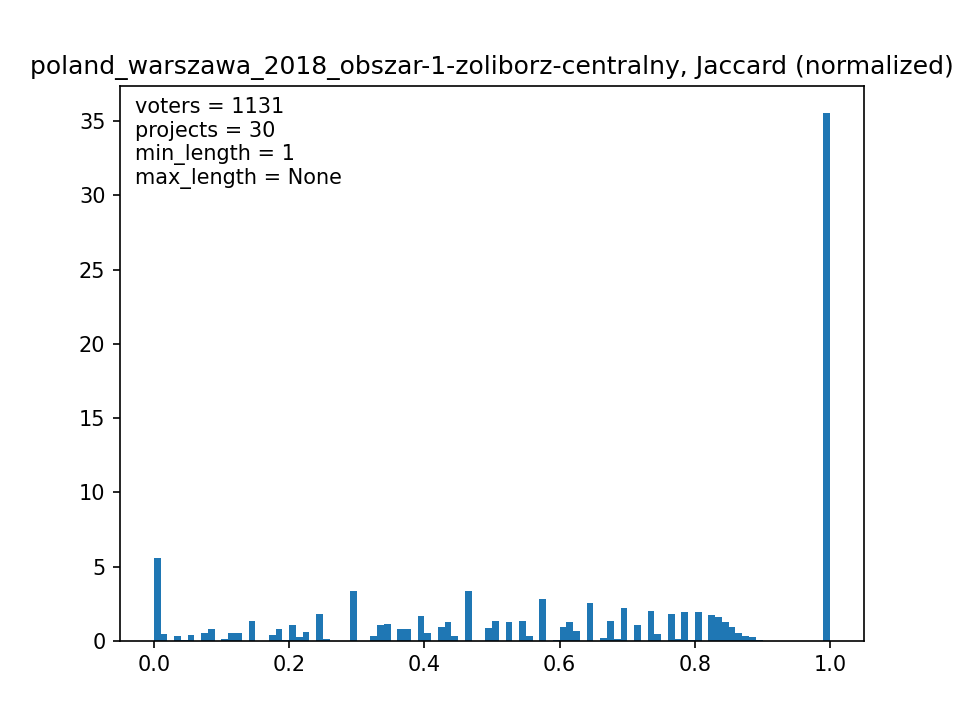 poland_warszawa_2018_obszar-1-zoliborz-centralny, Jaccard (normalized)
voters = 1131
projects = 30
min_length = 1
max_length = None
35
30
25
20
15
10
5
0
0.0 0.2 0.4 0.6 0.8 1.0